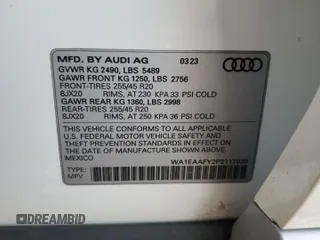 MFD. BY AUDI AG 03 23
GVWR KG 2490, LBS 5489
GAWR FRONT KG 1250, LBS 2756
FRONT-TIRES 255/45 R20
8JX20 RIMS, AT 230 KPA 33 PSI COLD
GAWR REAR KG 1360, LBS 2998
REAR-TIRES 255/45 R20
8JX20 RIMS, AT 250 KPA 36 PSI COLD
THIS VEHICLE CONFORMS TO ALL APPLICABLE
U.S. FEDERAL MOTOR VEHICLE SAFETY AND
THEFT PREVENTION STANDARDS IN EFFECT ON
THE DATE OF MANUFACTURE SHOWN ABOVE.
MEXICO
TYPE:
MPV
DREAMBID